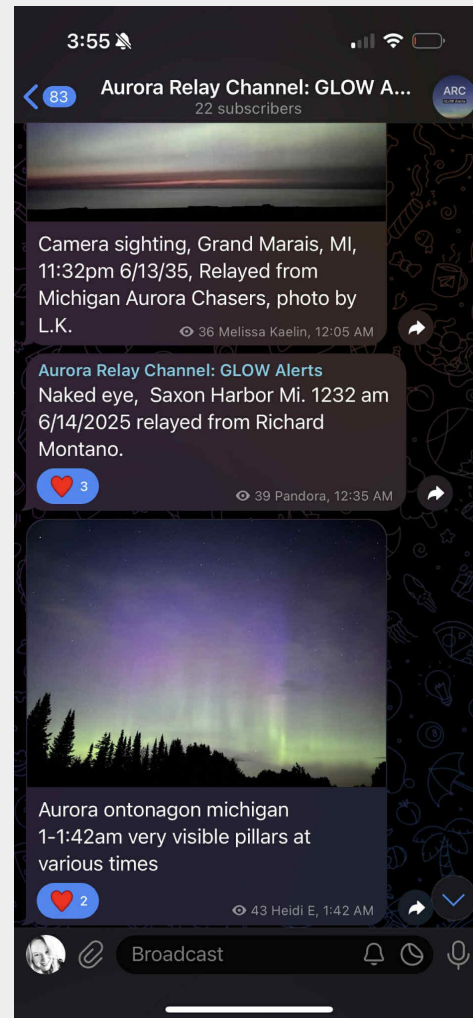 3:55
83
Aurora Relay Channel: GLOW A...
22 subscribers
ARC
Camera sighting, Grand Marais, MI,
11:32pm 6/13/35, Relayed from
Michigan Aurora Chasers, photo by
L.K.
36 Melissa Kaelin, 12:05 AM
Aurora Relay Channel: GLOW Alerts
Naked eye,  Saxon Harbor Mi. 1232 am
6/14/2025 relayed from Richard
Montano.
3
39 Pandora, 12:35 AM
Aurora ontonagon michigan
1-1:42am very visible pillars at
various times
2
43 Heidi E, 1:42 AM
Broadcast